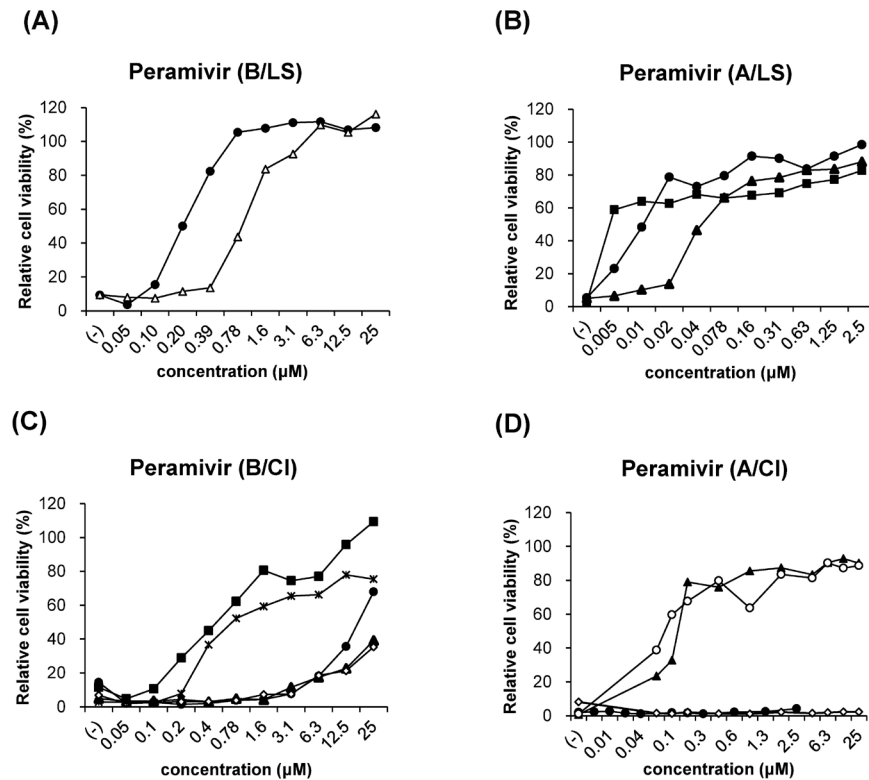 (A)
Peramivir (B/LS)
Relative cell viability (%)
120
100
80
60
40
20
0
(-) 0.05 0.10 0.20 0.39 0.78 1.6 3.1 6.3 12.5 25
concentration (μM)
(B)
Peramivir (A/LS)
Relative cell viability (%)
120
100
80
60
40
20
0
(-) 0.005 0.01 0.02 0.04 0.078 0.16 0.31 0.63 1.25 2.5
concentration (μM)
(C)
Peramivir (B/CI)
Relative cell viability (%)
120
100
80
60
40
20
0
(-) 0.05 0.1 0.2 0.4 0.78 1.6 3.1 6.3 12.5 25
concentration (μM)
(D)
Peramivir (A/CI)
Relative cell viability (%)
120
100
80
60
40
20
0
(-) 0.01 0.04 0.1 0.3 0.6 1.3 2.5 6.3 25
concentration (μM)